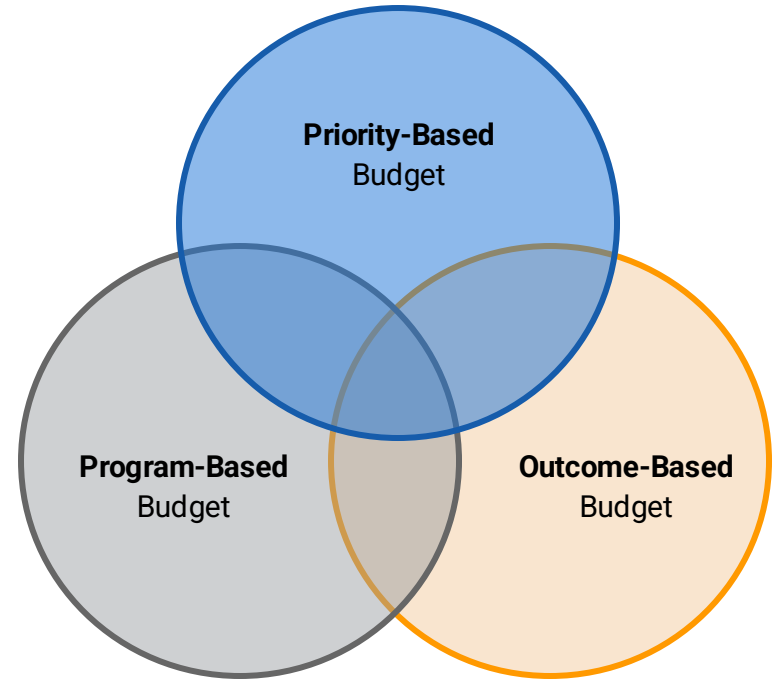 Priority-Based
Budget
Program-Based
Budget
Outcome-Based
Budget